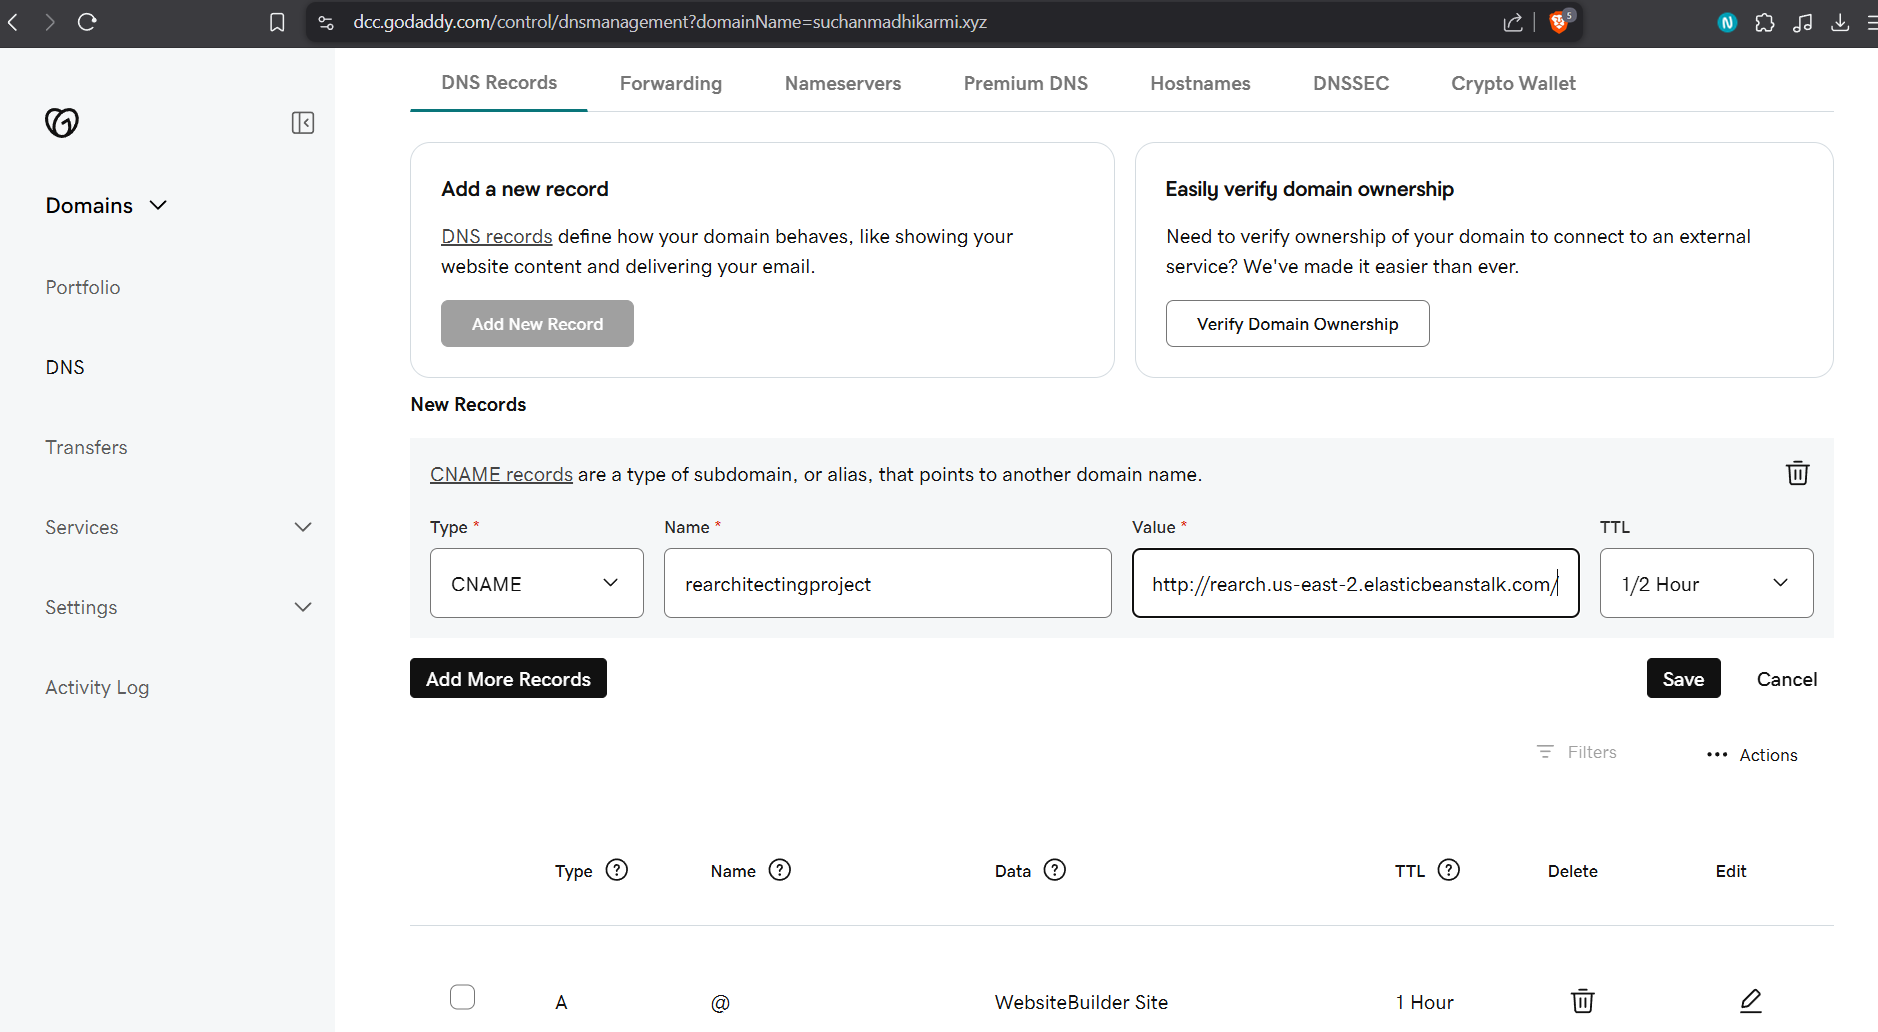 dcc.godaddy.com/control/dnsmanagement?domainName=suchanmadhikarmi.xyz
5
N
DNS Records
Forwarding
Nameservers
Premium DNS
Hostnames
DNSSEC
Crypto Wallet
Domains
Portfolio
DNS
Transfers
Services
Settings
Activity Log
Add a new record
DNS records define how your domain behaves, like showing your
website content and delivering your email.
Add New Record
Easily verify domain ownership
Need to verify ownership of your domain to connect to an external
service? We've made it easier than ever.
Verify Domain Ownership
New Records
CNAME records are a type of subdomain, or alias, that points to another domain name.
Type *
Name *
Value *
TTL
CNAME
rearchitectingproject
http://rearch.us-east-2.elasticbeanstalk.com/
1/2 Hour
Add More Records
Save
Cancel
Filters
Actions
Type ?
Name ?
Data ?
TTL ?
Delete
Edit
A
@
WebsiteBuilder Site
1 Hour